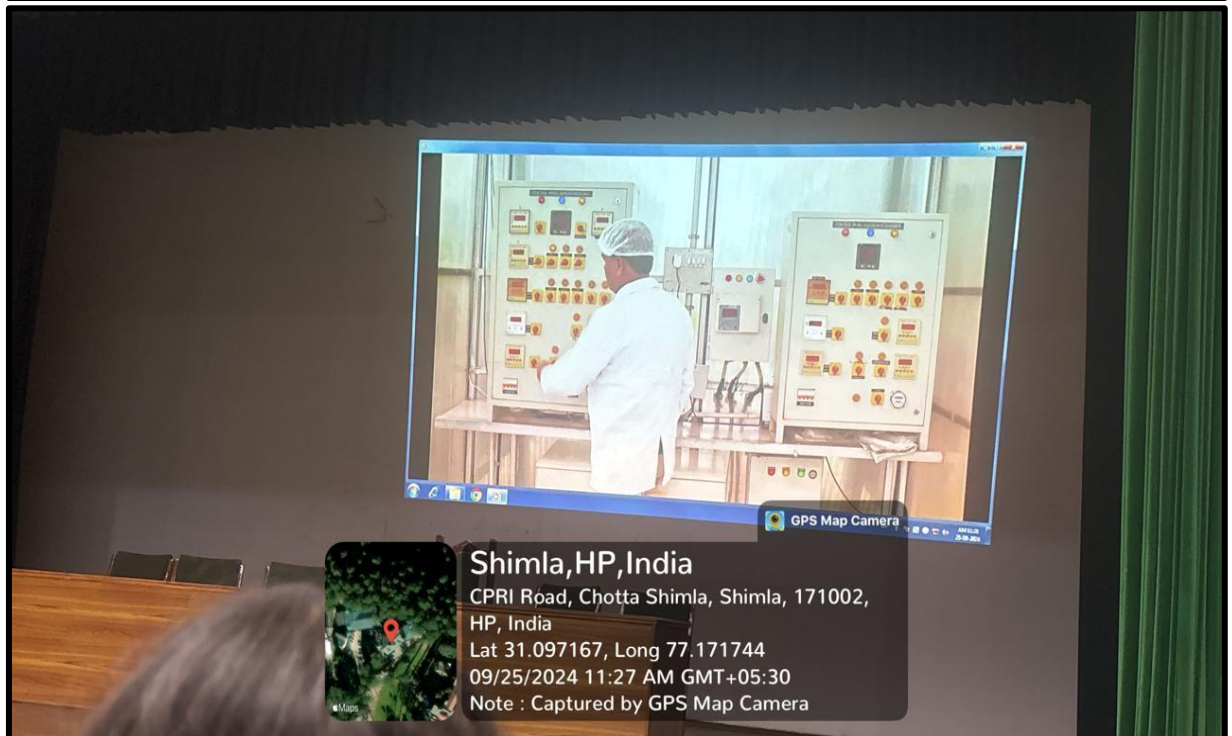 GPS Map Camera
Shimla,HP,India
CPRI Road, Chotta Shimla, Shimla, 171002,
HP, India
Lat 31.097167, Long 77.171744
09/25/2024 11:27 AM GMT+05:30
Note : Captured by GPS Map Camera
Maps